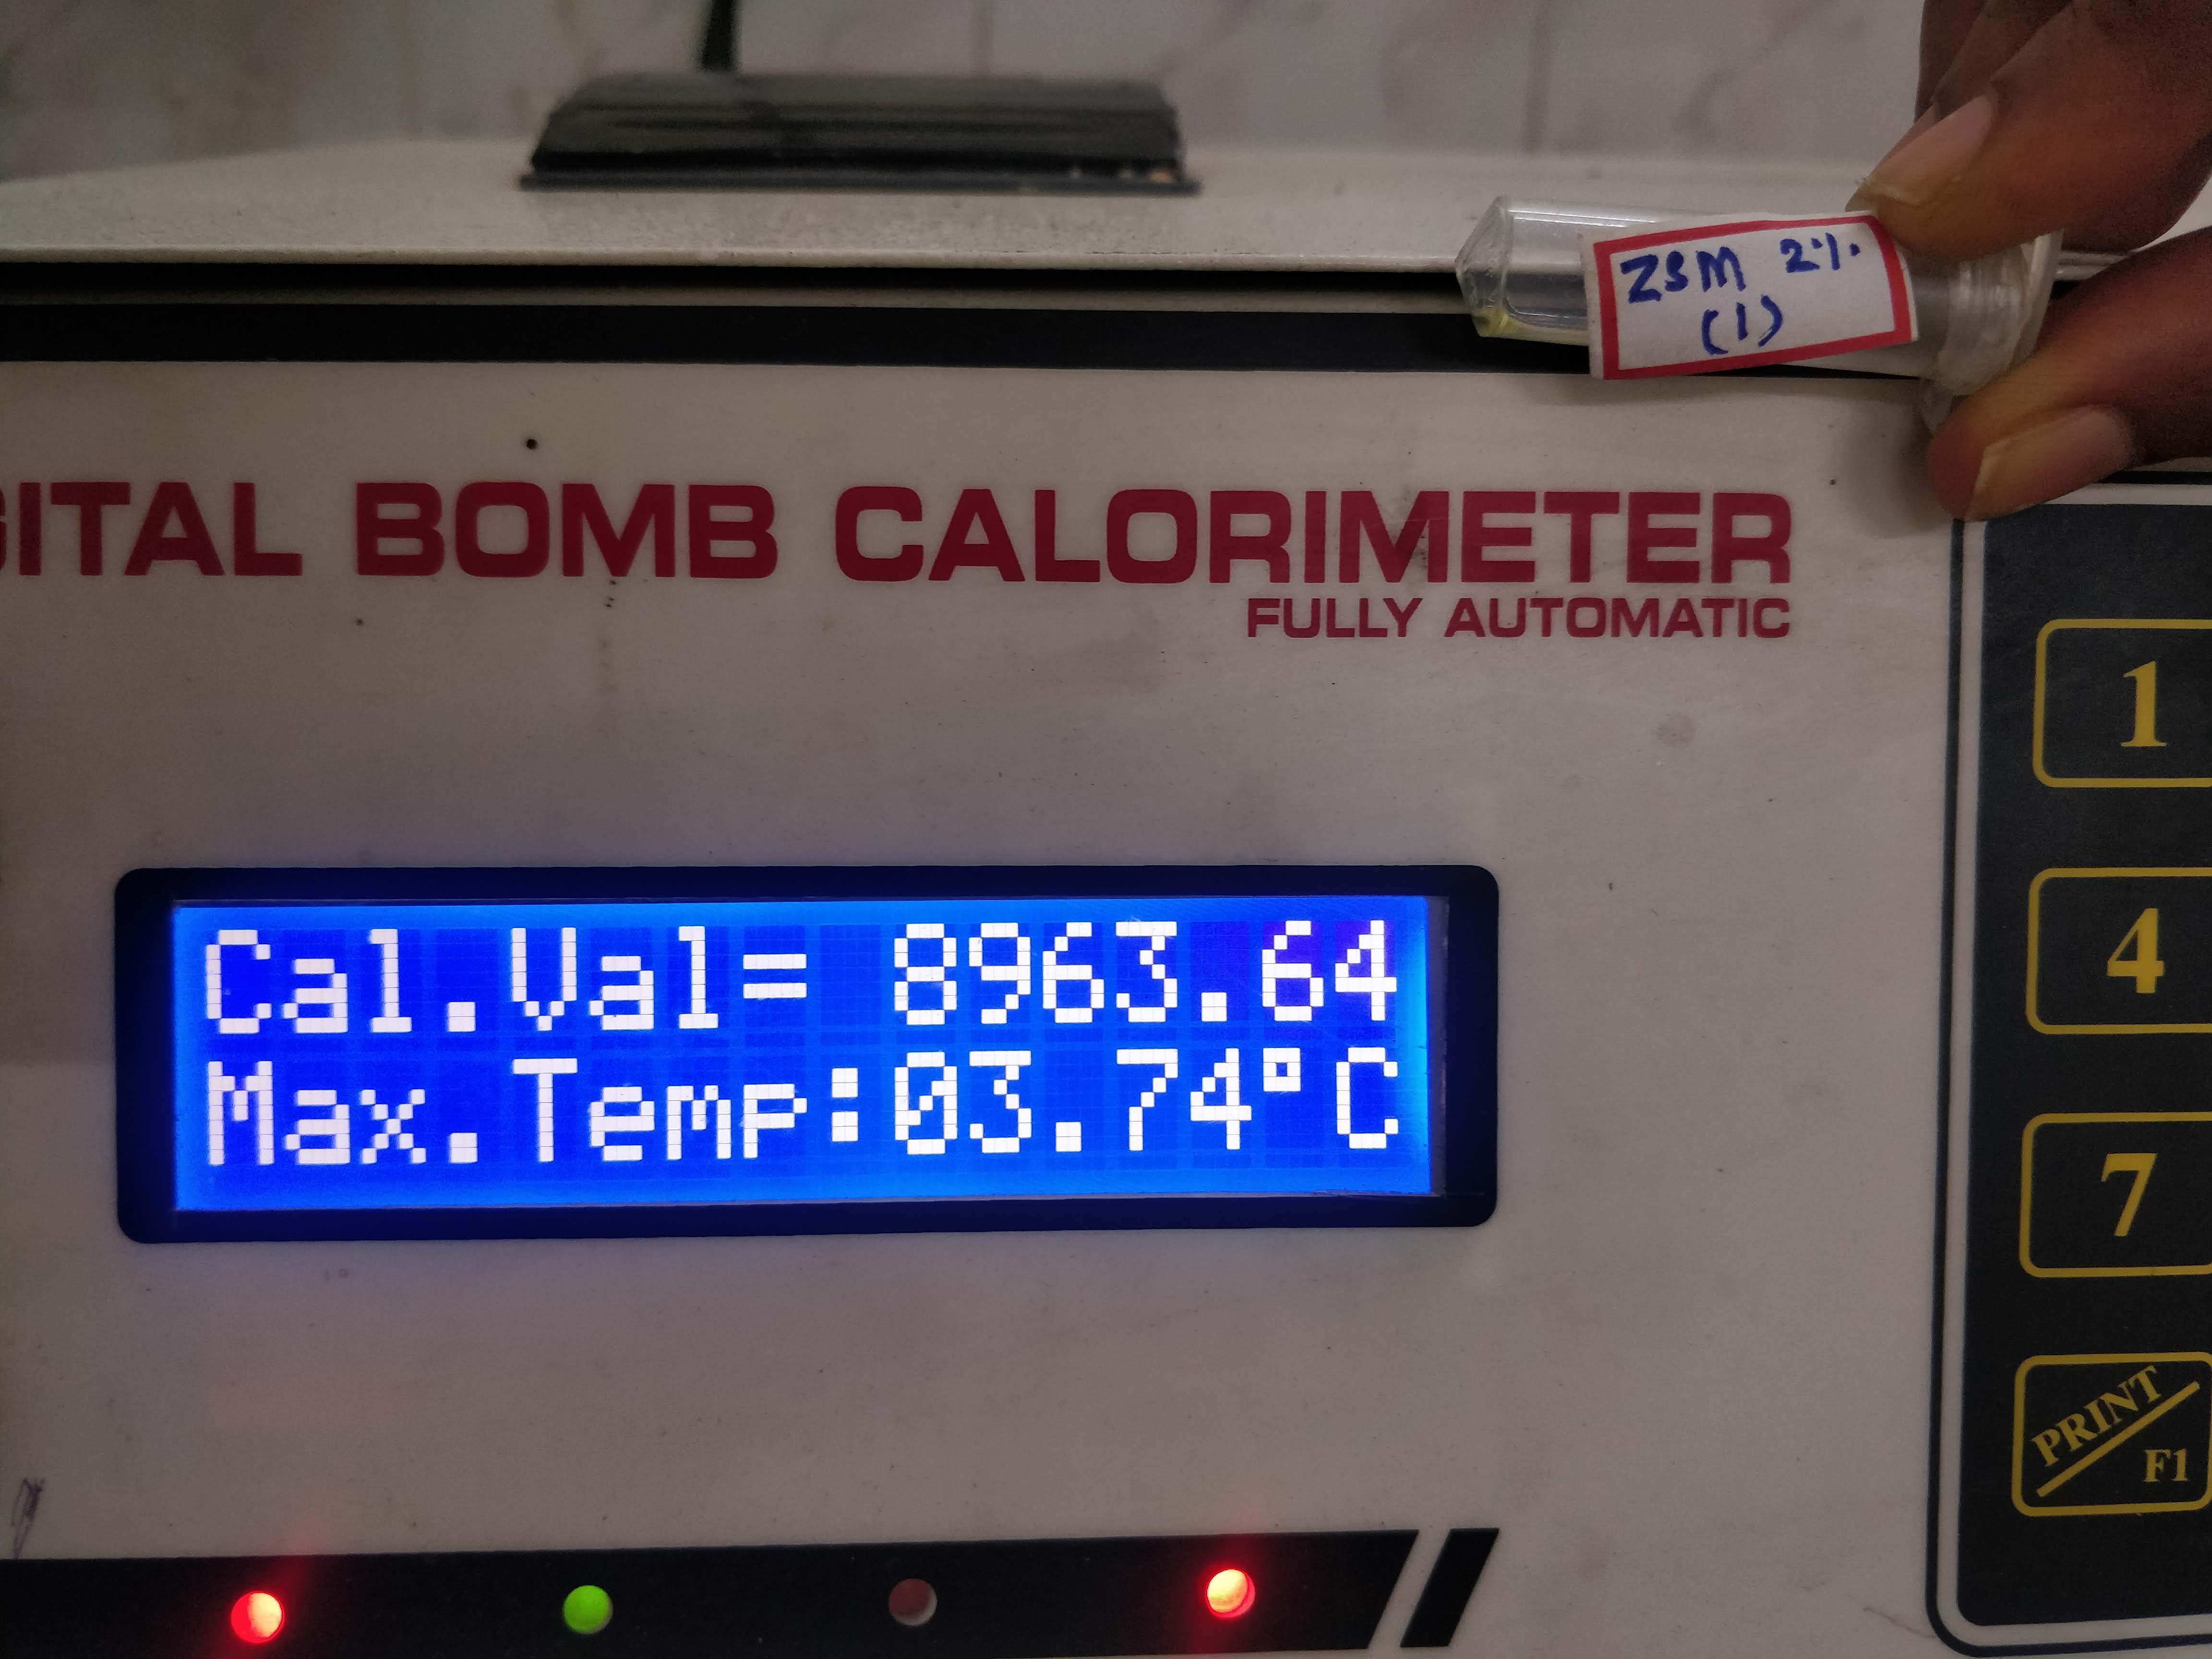 ZSM 2%
(1)
GITAL BOMB CALORIMETER
FULLY AUTOMATIC
Cal.Val= 8963.64
Max.Temp:03.74°C
1
4
7
PRINT
F1